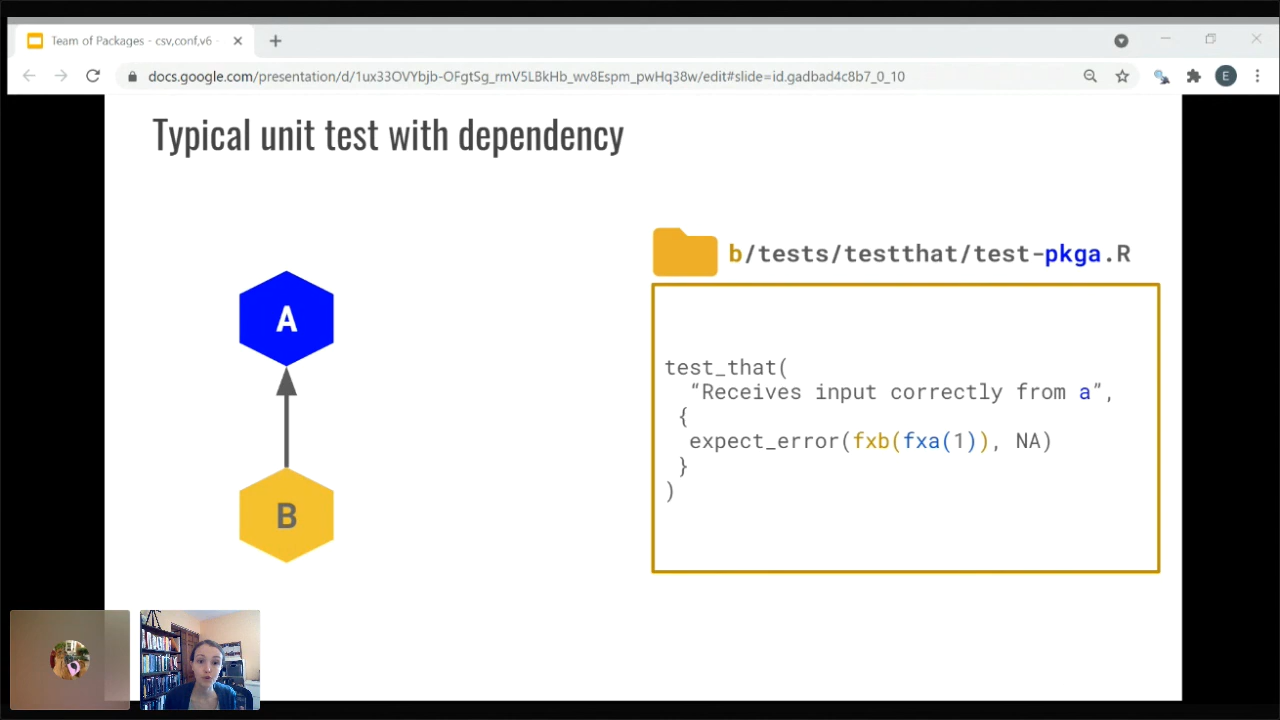 Team of Packages - csv,conf,v6 -
docs.google.com/presentation/d/1ux33OVYbjb-OFgtSg_rmV5LBkHb_wv8Espm_pwHq38w/edit#slide=id.gadbad4c8b7_0_10
E
Typical unit test with dependency
A
B
b/tests/testthat/test-pkga.R
test_that(
“Receives input correctly from a”,
{
expect_error(fxb(fxa(1)), NA)
}
)